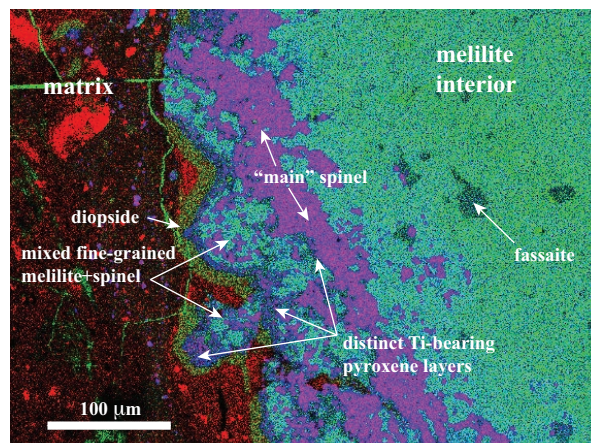 matrix
melilite
interior
“main” spinel
diopside
mixed fine-grained
melilite+spinel
fassaite
distinct Ti-bearing
pyroxene layers
100 μm